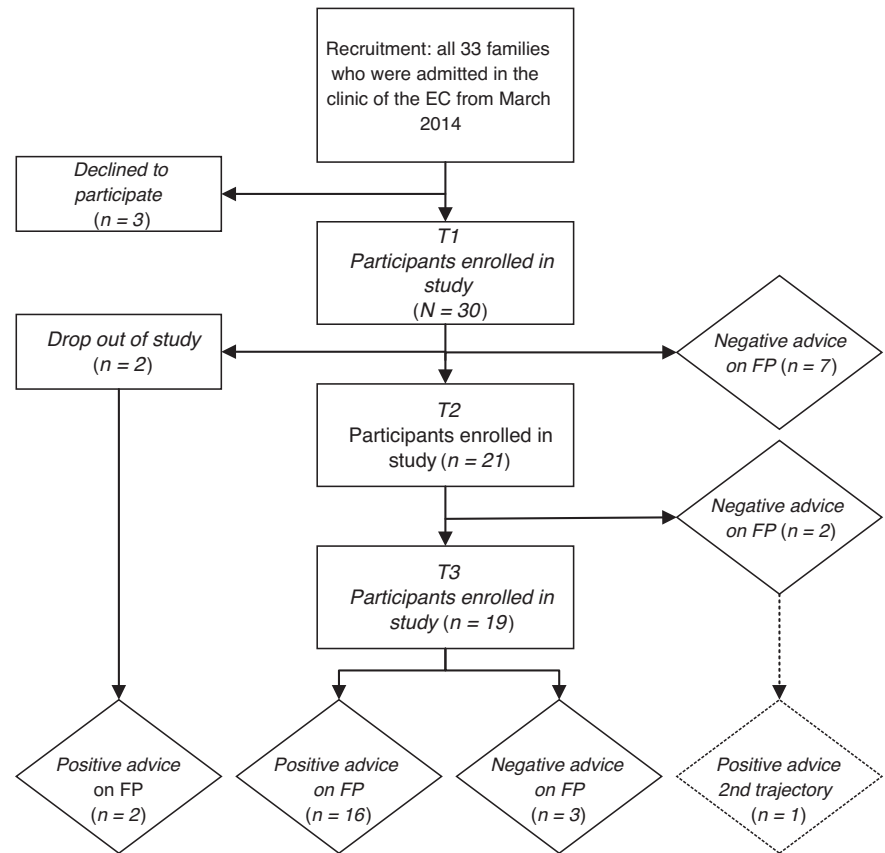 Recruitment: all 33 families
who were admitted in the
clinic of the EC from March
2014
Declined to
participate
(n = 3)
T1
Participants enrolled in
study
(N = 30)
Drop out of study
(n = 2)
Negative advice
on FP (n = 7)
T2
Participants enrolled in
study (n = 21)
Negative advice
on FP (n = 2)
T3
Participants enrolled in
study (n = 19)
Positive advice
on FP
(n = 2)
Positive advice
on FP
(n = 16)
Negative advice
on FP
(n = 3)
Positive advice
2nd trajectory
(n = 1)